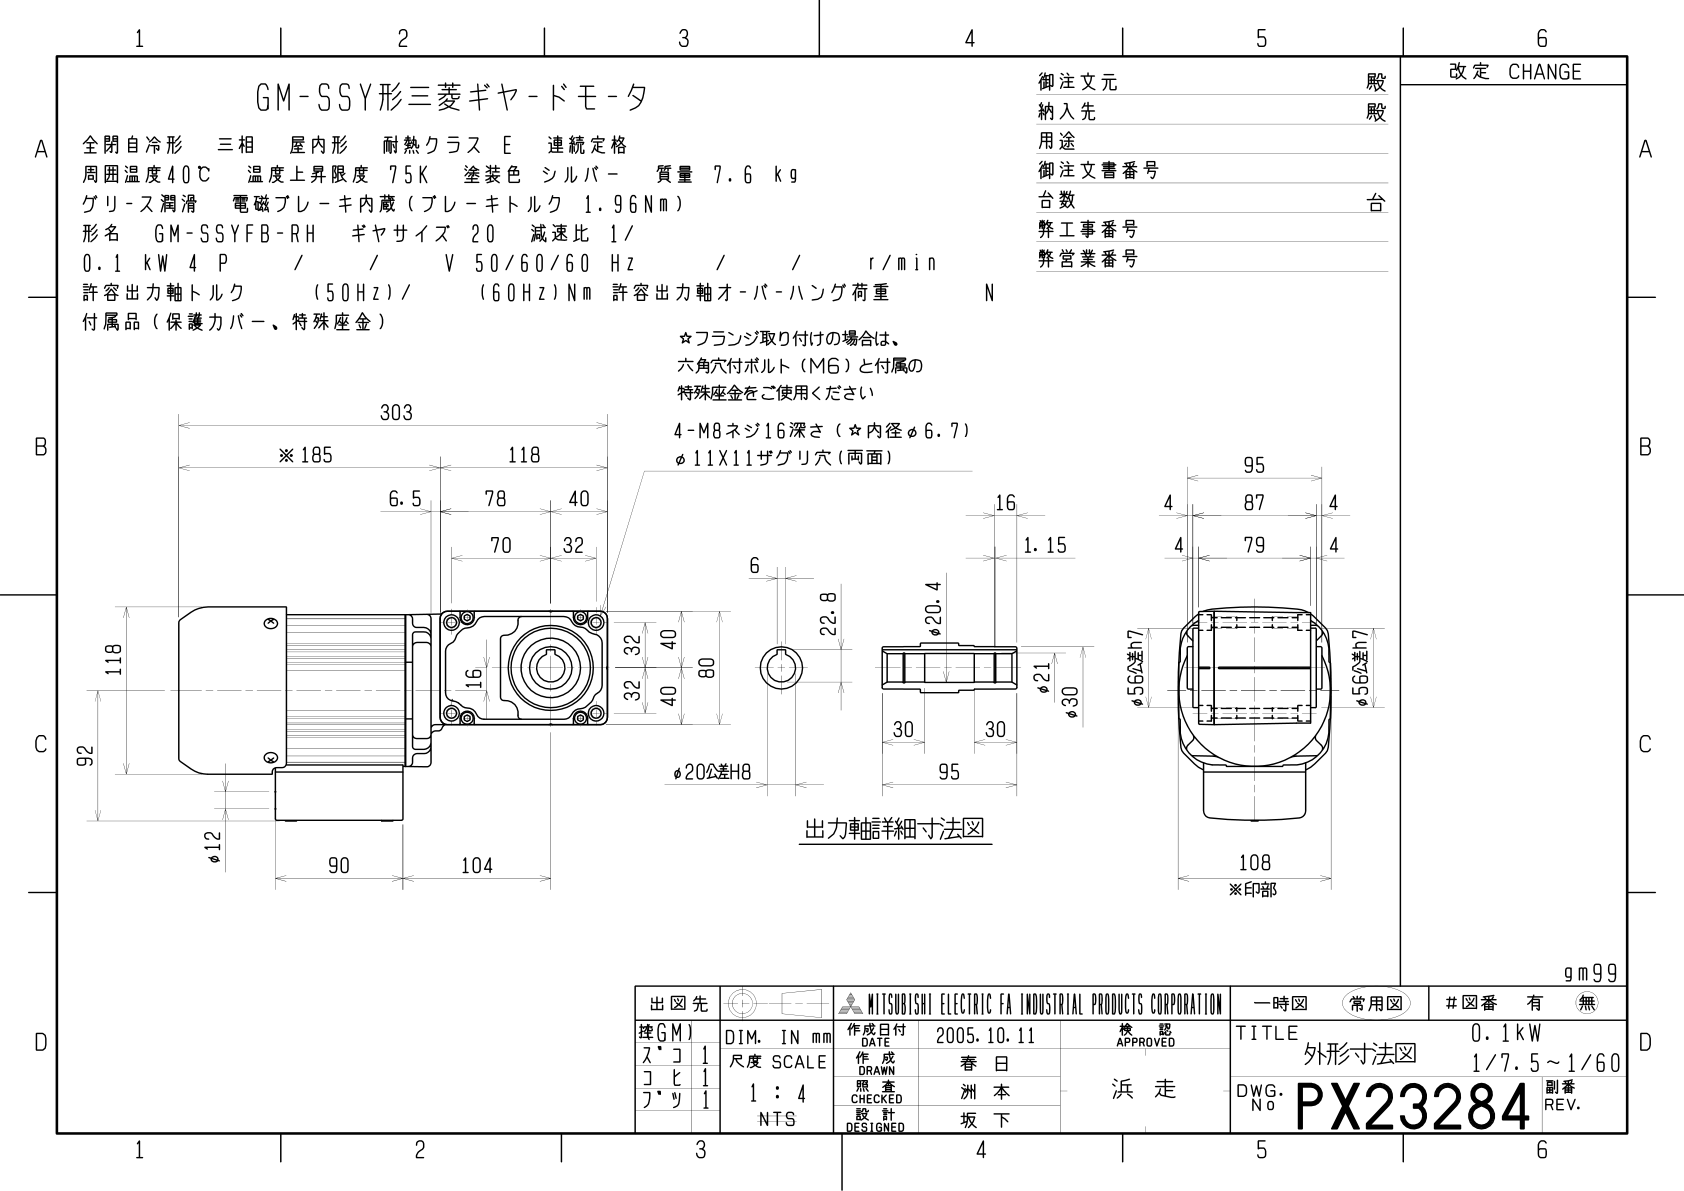 1 2 3 4 5 6
A A
B B
C C
D D
改定 CHANGE
GM-SSY形三菱ギヤ-ドモ-タ
全閉自冷形 三相 屋内形 耐熱クラス E 連続定格
周囲温度40℃ 温度上昇限度 75K 塗装色 シルバー 質量 7.6 kg
グリ-ス潤滑 電磁ブレーキ内蔵(ブレーキトルク 1.96Nm)
形名 GM-SSYFB-RH ギヤサイズ 20 減速比 1/
0.1 kW 4 P / / V 50/60/60 Hz / / r/min
許容出力軸トルク (50Hz)/ (60Hz)Nm 許容出力軸オ-バ-ハング荷重 N
付属品(保護カバー、特殊座金)
御注文元 殿
納入先 殿
用途
御注文書番号
台数 台
弊工事番号
弊営業番号
☆フランジ取り付けの場合は、
六角穴付ボルト(M6)と付属の
特殊座金をご使用ください
4-M8ネジ16深さ(☆内径φ6.7)
φ11X11ザグリ穴(両面)
303
※185 118
6.5 78 40
70 32
118
92
φ12
90 104
16
32 32
40 40
80
6
22.8
φ20公差H8
φ20.4
16
1.15
φ21
φ30
30 30
95
出力軸詳細寸法図
95
4 87 4
4 79 4
φ56公差h7 φ56公差h7
108
※印部
gm99
出図先
MITSUBISHI ELECTRIC FA INDUSTRIAL PRODUCTS CORPORATION
一時図 常用図
#図番 有 無
GM)
ズコ 1
コヒ 1
ブツ 1
DIM. IN mm
尺度 SCALE
1 : 4
NTS
作成日付 DATE 2005.10.11
作成 DRAWN 春日
照査 CHECKED 洲本
設計 DESIGNED 坂下
検認 APPROVED
浜走
TITLE
外形寸法図
0.1kW
1/7.5~1/60
DWG. No PX23284
副番 REV.
1 2 3 4 5 6